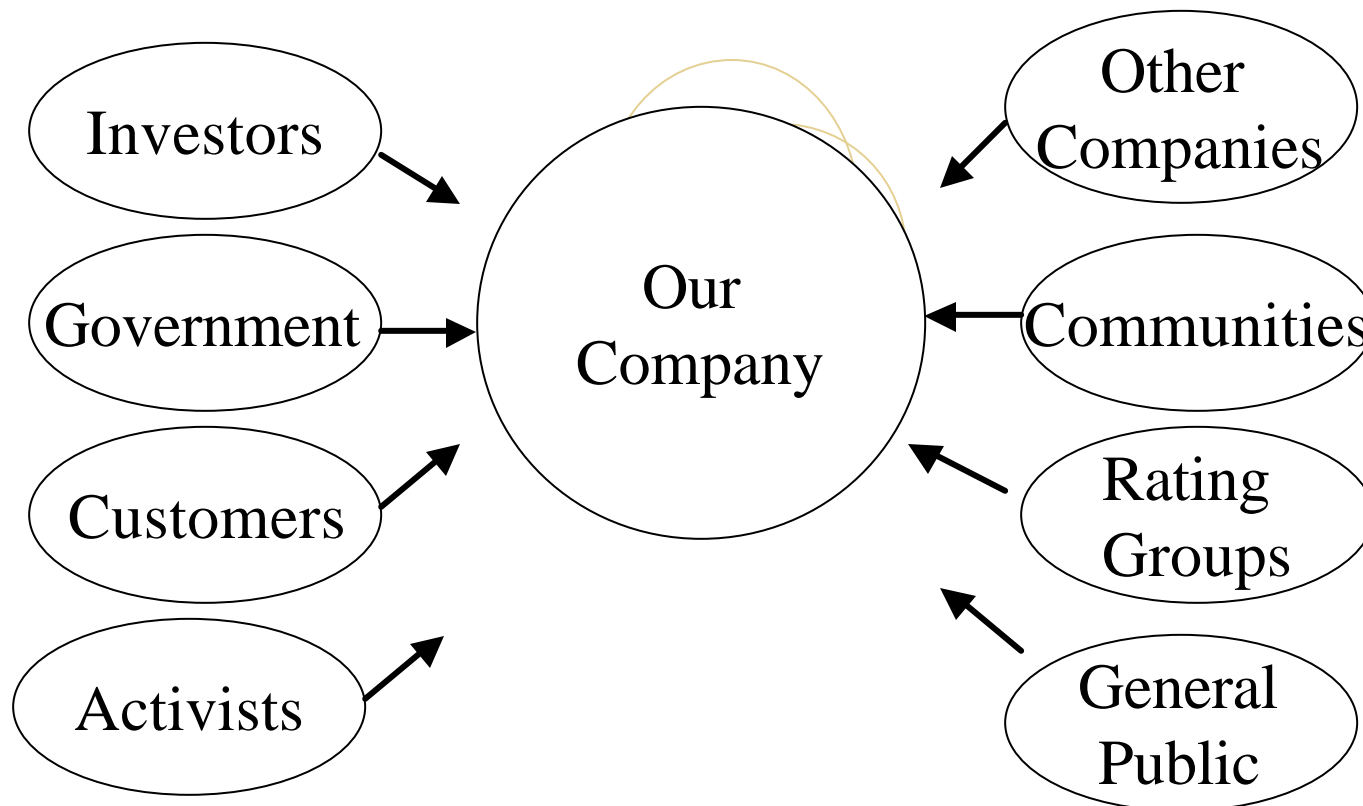 Investors
Government
Customers
Activists
Our
Company
Other
Companies
Communities
Rating
Groups
General
Public